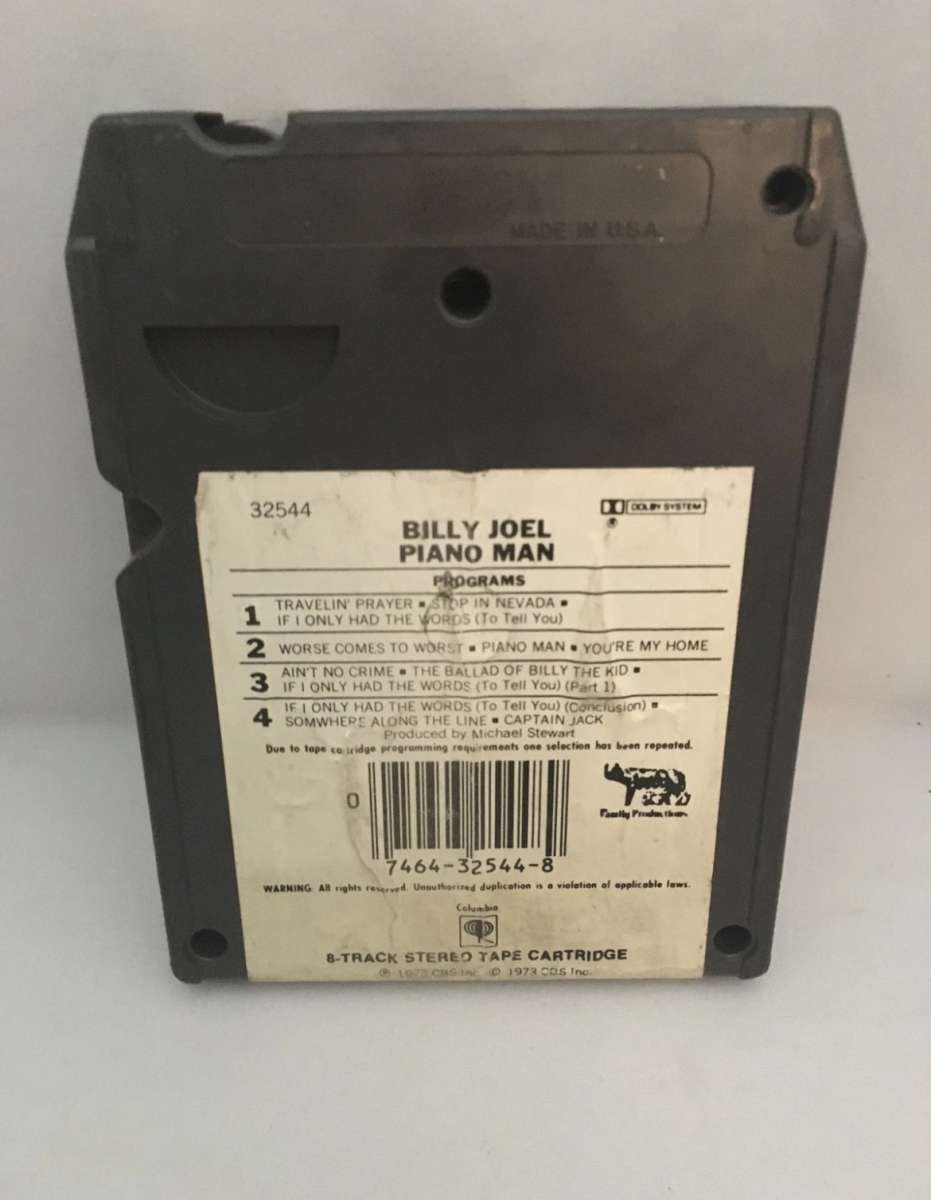 MADE IN U.S.A.
32544
DOLBY SYSTEM
BILLY JOEL
PIANO MAN
PROGRAMS
1 TRAVELIN' PRAYER ▪ STOP IN NEVADA ▪
IF I ONLY HAD THE WORDS (To Tell You)
2 WORSE COMES TO WORST ▪ PIANO MAN ▪ YOU'RE MY HOME
3 AIN'T NO CRIME ▪ THE BALLAD OF BILLY THE KID ▪
IF I ONLY HAD THE WORDS (To Tell You) (Part 1)
4 IF I ONLY HAD THE WORDS (To Tell You) (Conclusion) ▪
SOMWHERE ALONG THE LINE ▪ CAPTAIN JACK
Produced by Michael Stewart
Due to tape cartridge programming requirements one selection has been repeated.
0
7464-32544-8
Family Productions
WARNING: All rights reserved. Unauthorized duplication is a violation of applicable laws.
Columbia
8-TRACK STEREO TAPE CARTRIDGE
℗ 1973 CBS Inc. © 1973 CBS Inc.